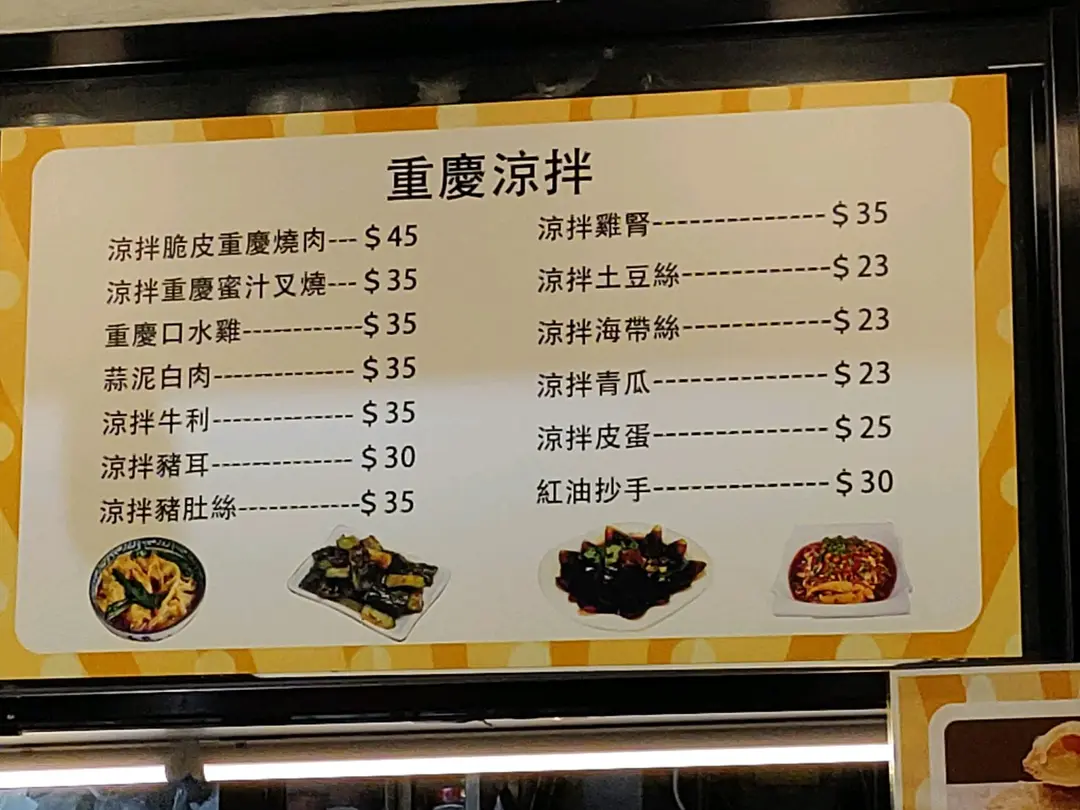 重慶涼拌
涼拌脆皮重慶燒肉---$45
涼拌重慶蜜汁叉燒---$35
重慶口水雞------------$35
蒜泥白肉--------------$35
涼拌牛利--------------$35
涼拌豬耳--------------$30
涼拌豬肚絲------------$35
涼拌雞腎--------------$35
涼拌土豆絲------------$23
涼拌海帶絲------------$23
涼拌青瓜--------------$23
涼拌皮蛋--------------$25
紅油抄手--------------$30